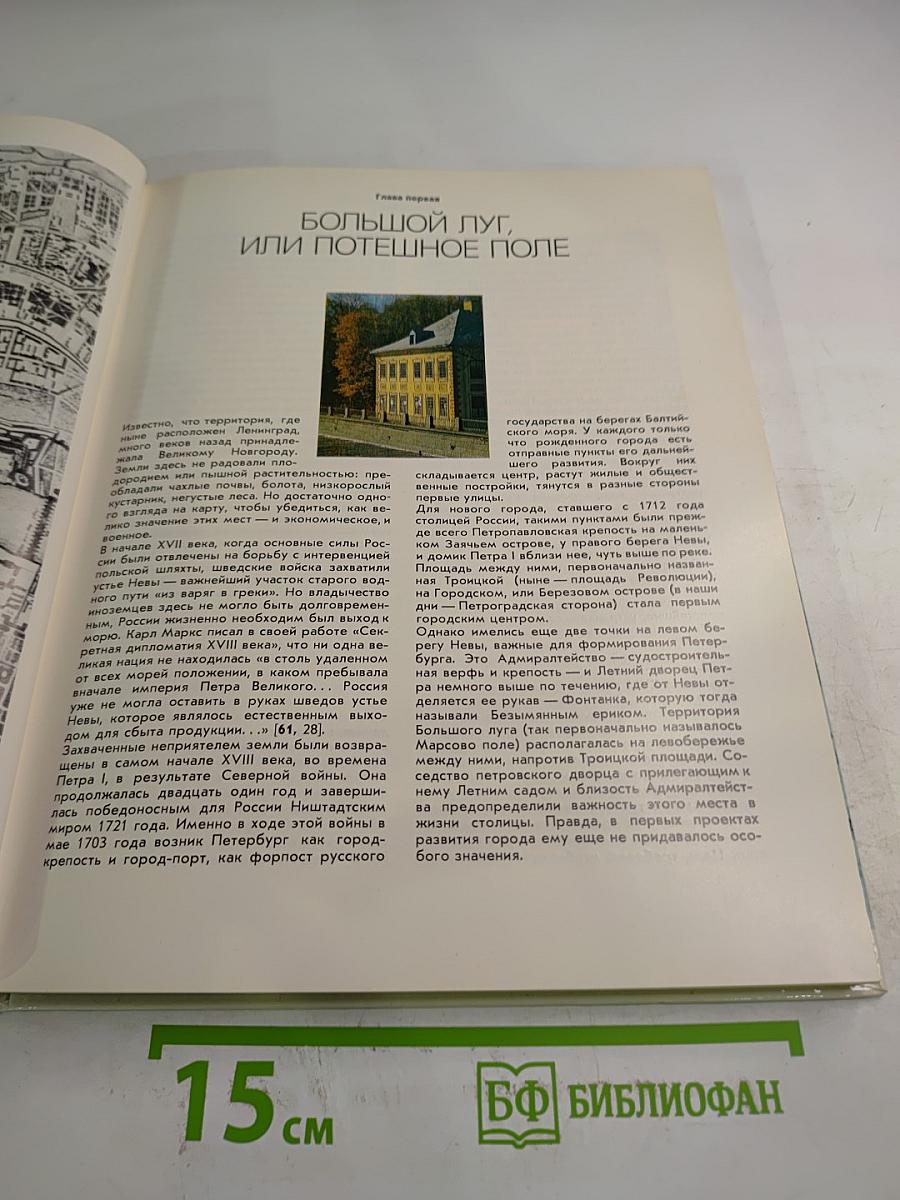 Глава первая
БОЛЬШОЙ ЛУГ,
ИЛИ ПОТЕШНОЕ ПОЛЕ
Известно, что территория, где
ныне расположен Ленинград,
много веков назад принадле-
жала Великому Новгороду.
Земли здесь не радовали пло-
дородием или пышной растительностью: пре-
обладали чахлые почвы, болота, низкорослый
кустарник, негустые леса. Но достаточно одно-
го взгляда на карту, чтобы убедиться, как ве-
лико значение этих мест — и экономическое, и
военное.
В начале XVII века, когда основные силы Рос-
сии были отвлечены на борьбу с интервенцией
польской шляхты, шведские войска захватили
устье Невы — важнейший участок старого вод-
ного пути «из варяг в греки». Но владычество
иноземцев здесь не могло быть долговремен-
ным, России жизненно необходим был выход к
морю. Карл Маркс писал в своей работе «Сек-
ретная дипломатия XVIII века», что ни одна ве-
ликая нация не находилась «в столь удаленном
от всех морей положении, в каком пребывала
вначале империя Петра Великого... Россия
уже не могла оставить в руках шведов устье
Невы, которое являлось естественным выхо-
дом для сбыта продукции...» [61, 28].
Захваченные неприятелем земли были возвра-
щены в самом начале XVIII века, во времена
Петра I, в результате Северной войны. Она
продолжалась двадцать один год и заверши-
лась победоносным для России Ништадтским
миром 1721 года. Именно в ходе этой войны в
мае 1703 года возник Петербург как город-
крепость и город-порт, как форпост русского
государства на берегах Балтий-
ского моря. У каждого только
что рожденного города есть
отправные пункты его дальней-
шего развития. Вокруг них
складывается центр, растут жилые и общест-
венные постройки, тянутся в разные стороны
первые улицы.
Для нового города, ставшего с 1712 года
столицей России, такими пунктами были преж-
де всего Петропавловская крепость на малень-
ком Заячьем острове, у правого берега Невы,
и домик Петра I вблизи нее, чуть выше по реке.
Площадь между ними, первоначально названн-
ная Троицкой (ныне — площадь Революции),
на Городском, или Березовом острове (в наши
дни — Петроградская сторона) стала первым
городским центром.
Однако имелись еще две точки на левом бе-
регу Невы, важные для формирования Петер-
бурга. Это Адмиралтейство — судостроитель-
ная верфь и крепость — и Летний дворец Пет-
ра немного выше по течению, где от Невы от-
деляется ее рукав — Фонтанка, которую тогда
называли Безымянным ериком. Территория
Большого луга (так первоначально называлось
Марсово поле) располагалась на левобережье
между ними, напротив Троицкой площади. Со-
седство петровского дворца с прилегающим к
нему Летним садом и близость Адмиралтейст-
ва предопределили важность этого места в
жизни столицы. Правда, в первых проектах
развития города ему еще не придавалось осо-
бого значения.
15 см
БФ БИБЛИОФАН